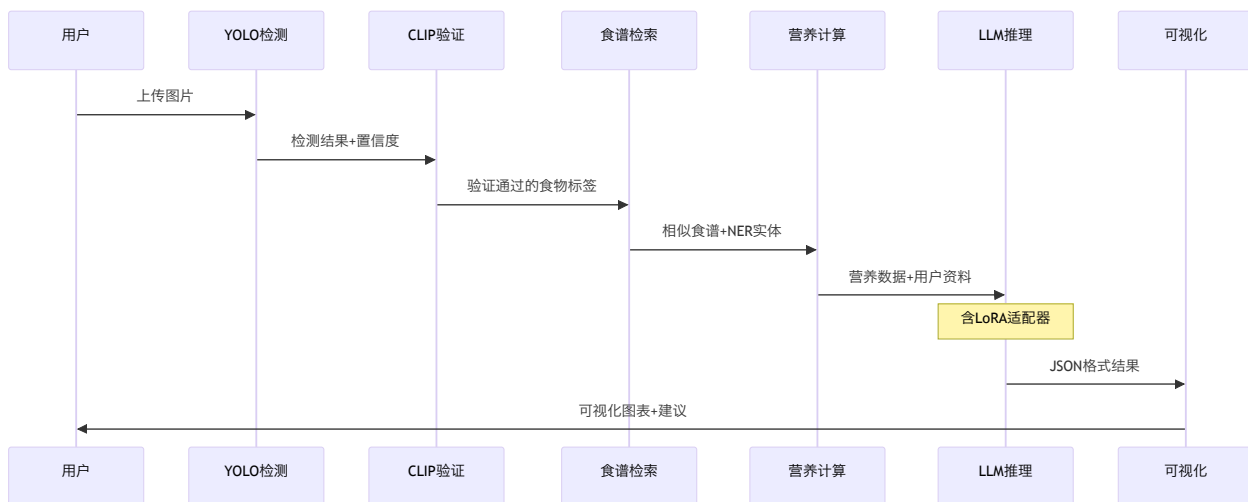 用户
YOLO检测
CLIP验证
食谱检索
营养计算
LLM推理
可视化
上传图片
检测结果+置信度
验证通过的食物标签
相似食谱+NER实体
营养数据+用户资料
含LoRA适配器
JSON格式结果
可视化图表+建议
用户
YOLO检测
CLIP验证
食谱检索
营养计算
LLM推理
可视化